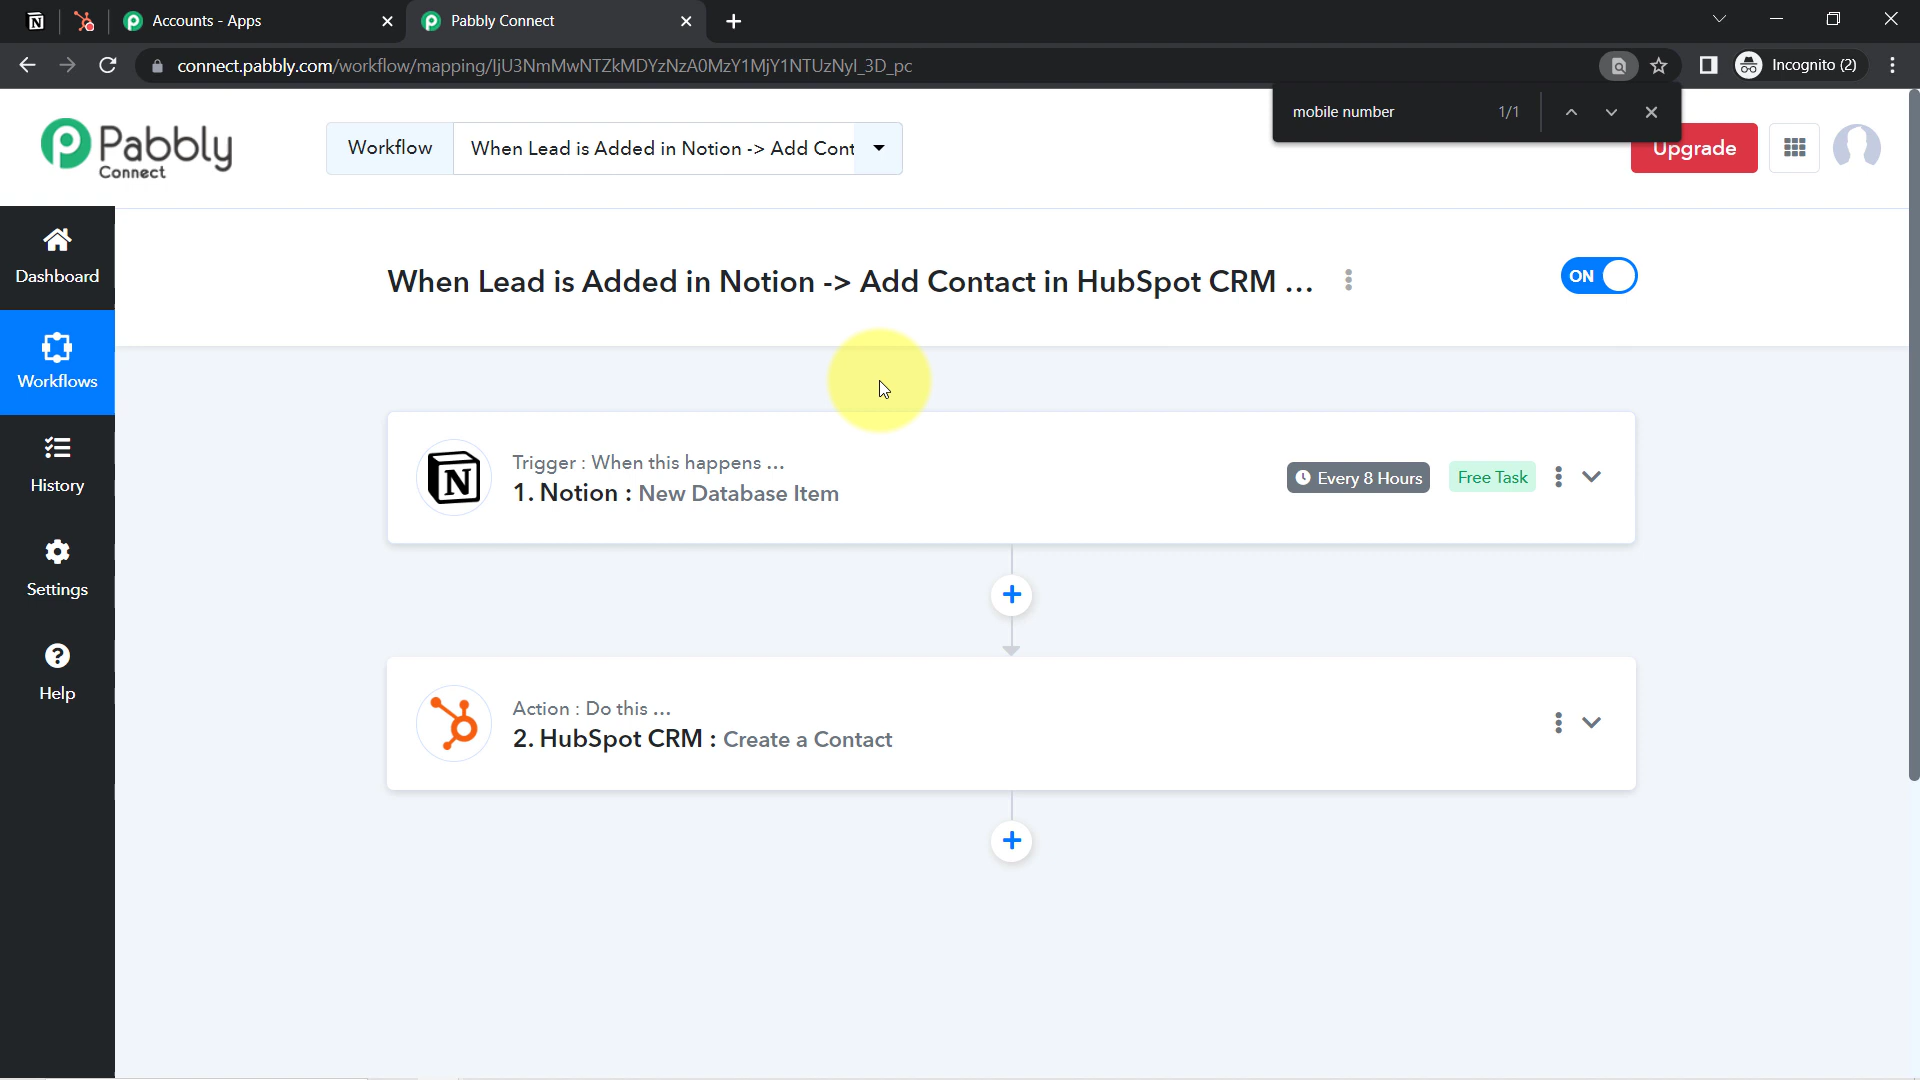 Accounts - Apps
Pabbly Connect
connect.pabbly.com/workflow/mapping/IjU3NmMwNTZkMDYzNzA0MzY1MjY1NTUzNyI_3D_pc
Incognito (2)
mobile number 1/1
Pabbly
Connect
Workflow When Lead is Added in Notion -> Add Cont
Upgrade
Dashboard
When Lead is Added in Notion -> Add Contact in HubSpot CRM ...
ON
Workflows
Trigger : When this happens ...
1. Notion : New Database Item
Every 8 Hours
Free Task
History
Settings
Help
Action : Do this ...
2. HubSpot CRM : Create a Contact